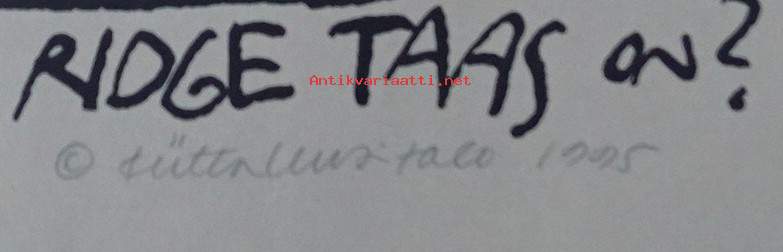 RIDGE TAAS ON?
Antikvariaatti.net
© 1995